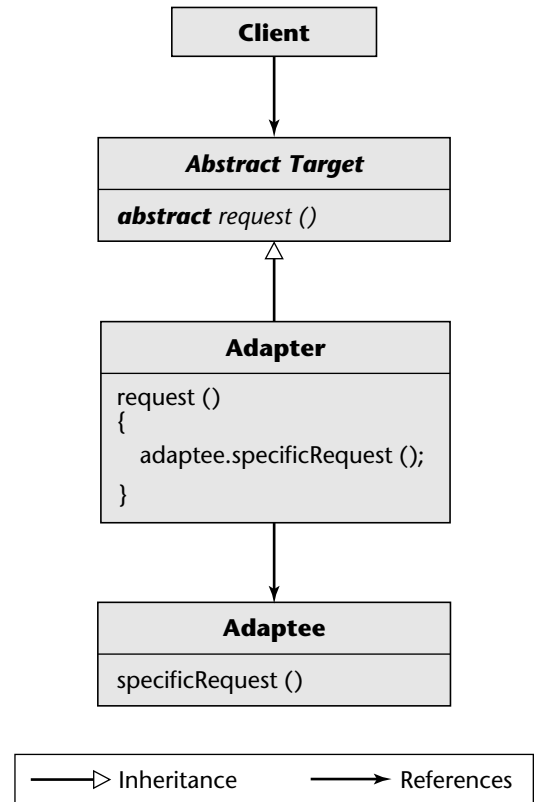 Client
Abstract Target
abstract request ()
Adapter
request ()
{
adaptee.specificRequest ();
}
Adaptee
specificRequest ()
Inheritance
References